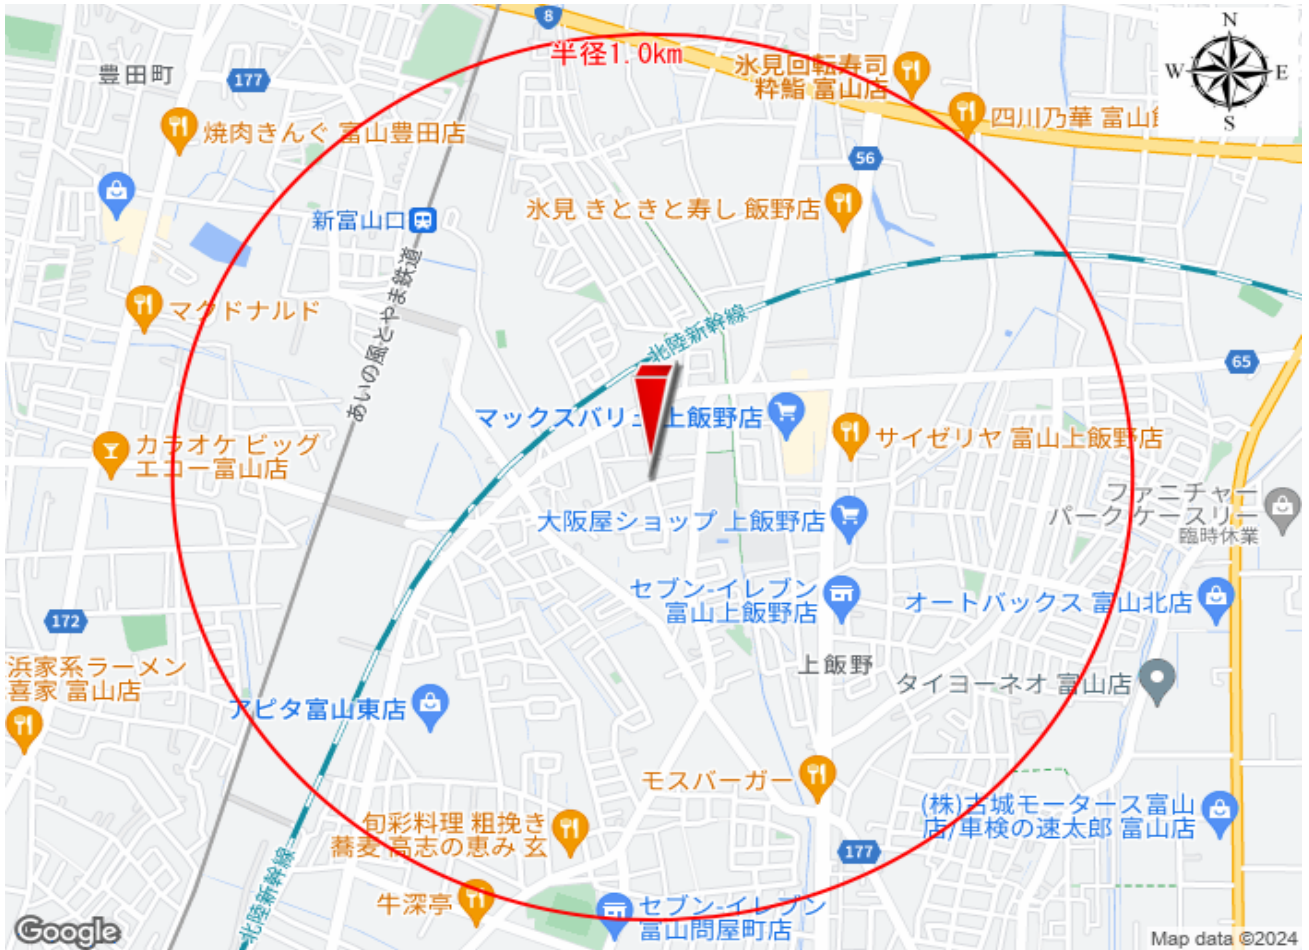 8
半径1.0km
N
W
E
S
豊田町
177
氷見回転寿司
粋鮨 富山店
焼肉きんぐ 富山豊田店
四川乃華 富山飯
56
新富山口
氷見 きときと寿し 飯野店
あいの風とやま鉄道
マクドナルド
北陸新幹線
65
マックスバリュ 上飯野店
カラオケ ビッグ
エコー富山店
サイゼリヤ 富山上飯野店
ファニチャー
パーク ケースリー
臨時休業
大阪屋ショップ 上飯野店
セブン-イレブン
富山上飯野店
オートバックス 富山北店
172
浜家系ラーメン
喜家 富山店
上飯野
タイヨーネオ 富山店
アピタ富山東店
モスバーガー
(株)古城モータース富山
店/車検の速太郎 富山店
旬彩料理 粗挽き
蕎麦 高志の恵み 玄
177
北陸新幹線
牛深亭
セブン-イレブン
富山問屋町店
Google
Map data ©2024